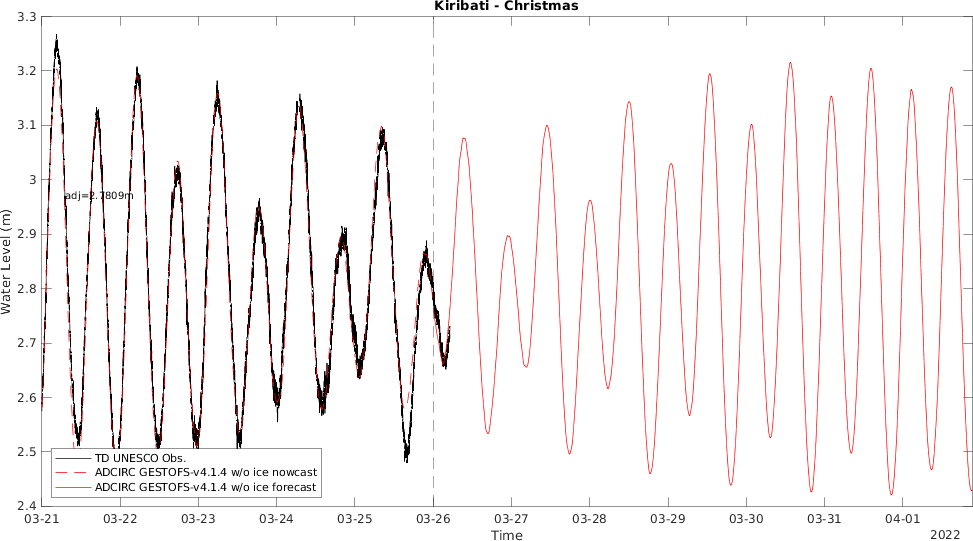 Kiribati - Christmas
3.3
3.2
3.1
3
2.9
2.8
2.7
2.6
2.5
2.4
Water Level (m)
adj=2.7809m
TD UNESCO Obs.
ADCIRC GESTOFS-v4.1.4 w/o ice nowcast
ADCIRC GESTOFS-v4.1.4 w/o ice forecast
03-21 03-22 03-23 03-24 03-25 03-26 03-27 03-28 03-29 03-30 03-31 04-01
Time
2022